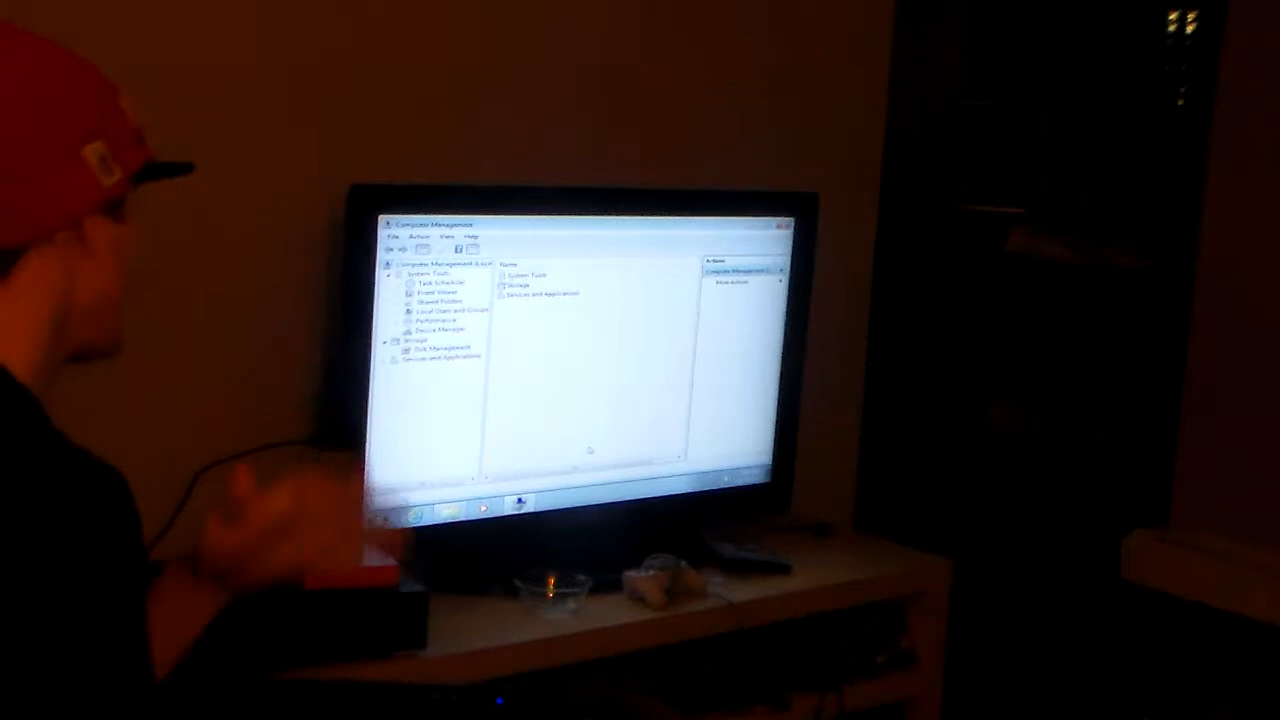 Computer Management
File Action View Help
Computer Management (Local
System Tools
Task Scheduler
Event Viewer
Shared Folders
Local Users and Groups
Performance
Device Manager
Storage
Disk Management
Services and Applications
Name
System Tools
Storage
Services and Applications
Actions
Computer Management (L...
More Actions